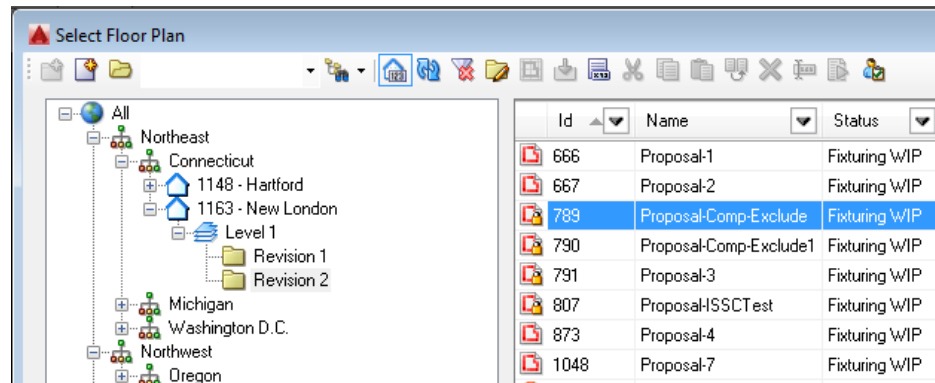 Select Floor Plan
All
Northeast
Connecticut
1148 - Hartford
1163 - New London
Level 1
Revision 1
Revision 2
Michigan
Washington D.C.
Northwest
Oregon
Id Name Status
666 Proposal-1 Fixturing WIP
667 Proposal-2 Fixturing WIP
789 Proposal-Comp-Exclude Fixturing WIP
790 Proposal-Comp-Exclude1 Fixturing WIP
791 Proposal-3 Fixturing WIP
807 Proposal-ISSCTest Fixturing WIP
873 Proposal-4 Fixturing WIP
1048 Proposal-7 Fixturing WIP